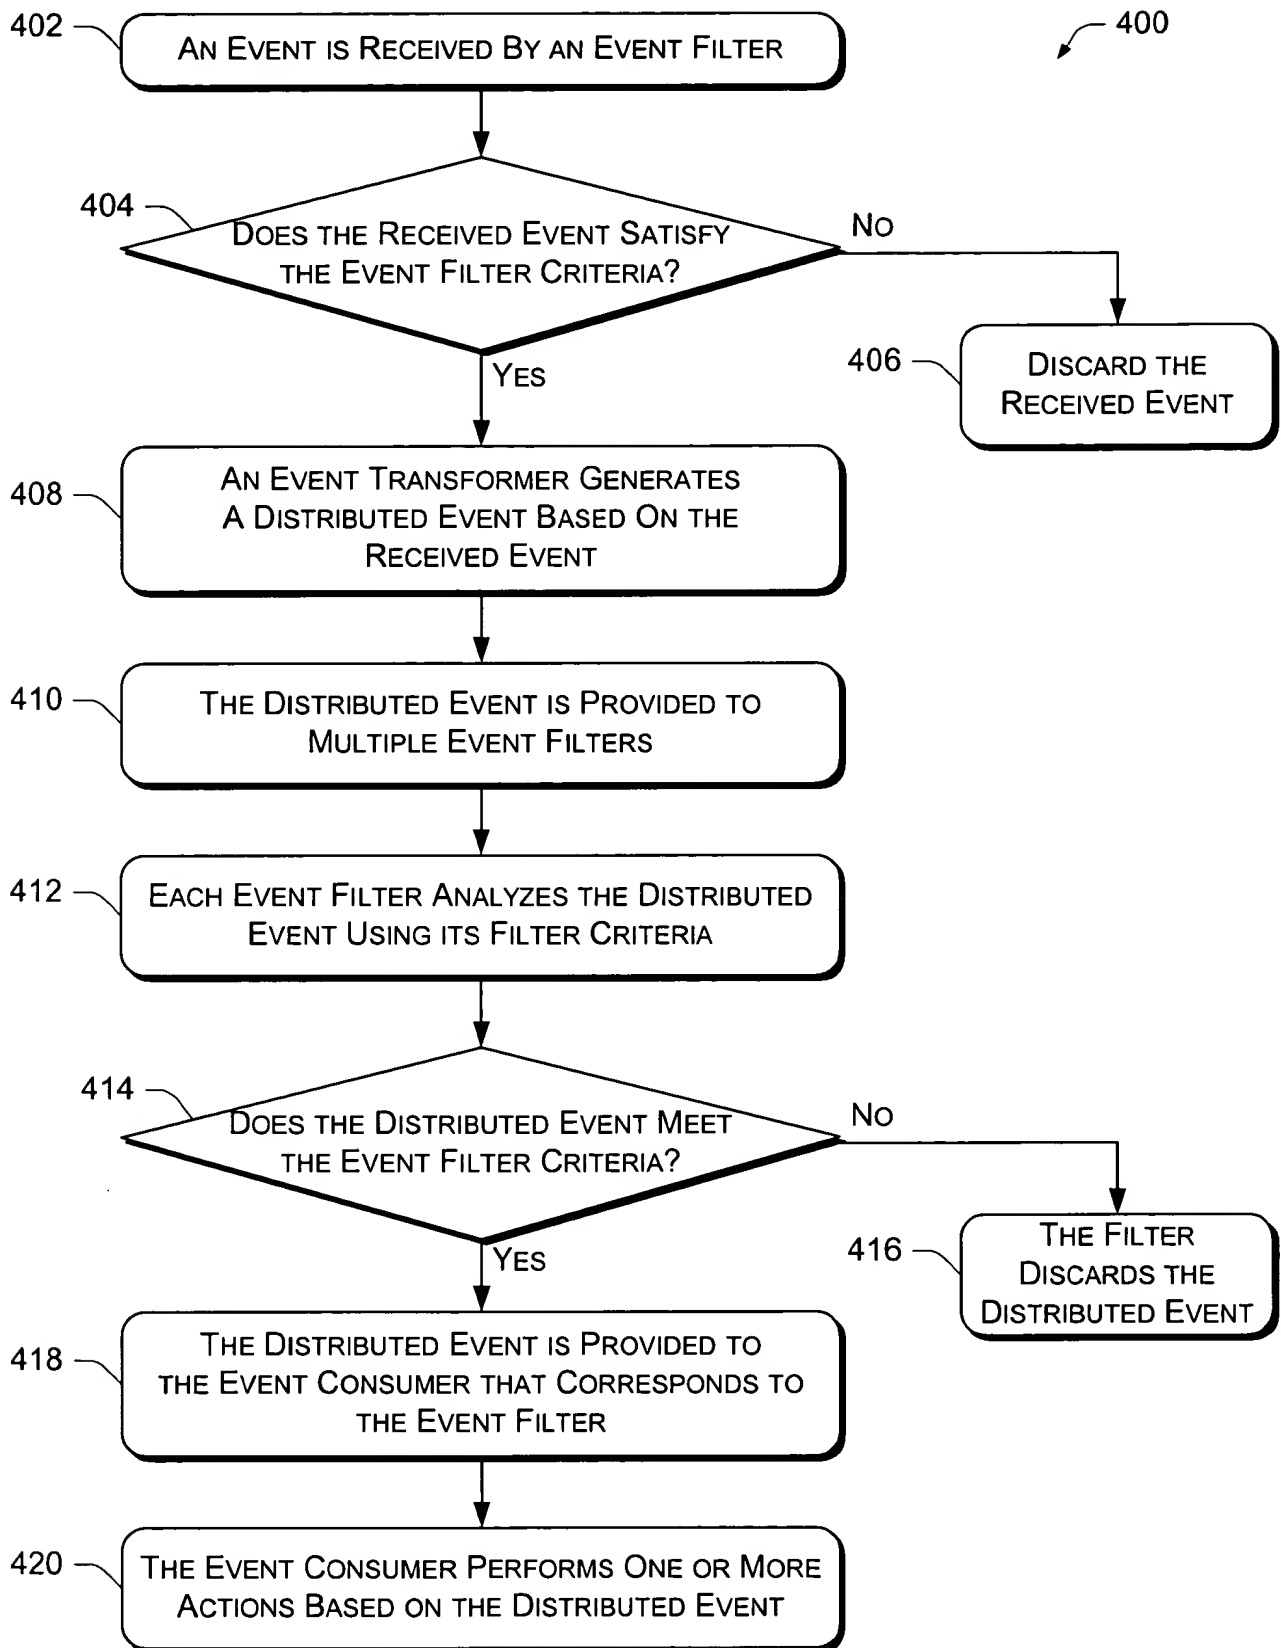 402
AN EVENT IS RECEIVED BY AN EVENT FILTER
400
404
DOES THE RECEIVED EVENT SATISFY
THE EVENT FILTER CRITERIA?
NO
YES
406
DISCARD THE
RECEIVED EVENT
408
AN EVENT TRANSFORMER GENERATES
A DISTRIBUTED EVENT BASED ON THE
RECEIVED EVENT
410
THE DISTRIBUTED EVENT IS PROVIDED TO
MULTIPLE EVENT FILTERS
412
EACH EVENT FILTER ANALYZES THE DISTRIBUTED
EVENT USING ITS FILTER CRITERIA
414
DOES THE DISTRIBUTED EVENT MEET
THE EVENT FILTER CRITERIA?
NO
YES
416
THE FILTER
DISCARDS THE
DISTRIBUTED EVENT
418
THE DISTRIBUTED EVENT IS PROVIDED TO
THE EVENT CONSUMER THAT CORRESPONDS TO
THE EVENT FILTER
420
THE EVENT CONSUMER PERFORMS ONE OR MORE
ACTIONS BASED ON THE DISTRIBUTED EVENT